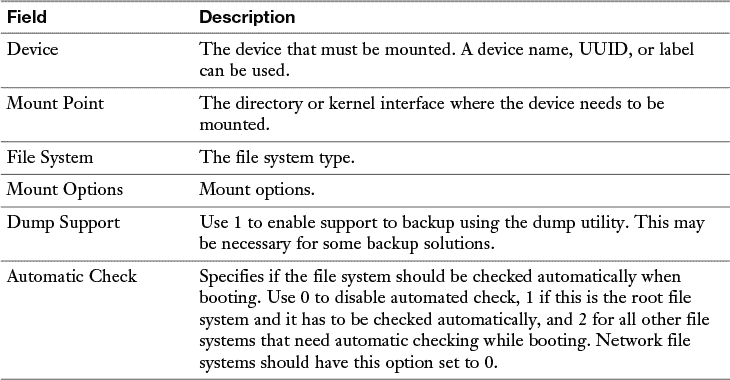 Field Description
Device The device that must be mounted. A device name, UUID, or label
can be used.
Mount Point The directory or kernel interface where the device needs to be
mounted.
File System The file system type.
Mount Options Mount options.
Dump Support Use 1 to enable support to backup using the dump utility. This may
be necessary for some backup solutions.
Automatic Check Specifies if the file system should be checked automatically when
booting. Use 0 to disable automated check, 1 if this is the root file
system and it has to be checked automatically, and 2 for all other file
systems that need automatic checking while booting. Network file
systems should have this option set to 0.